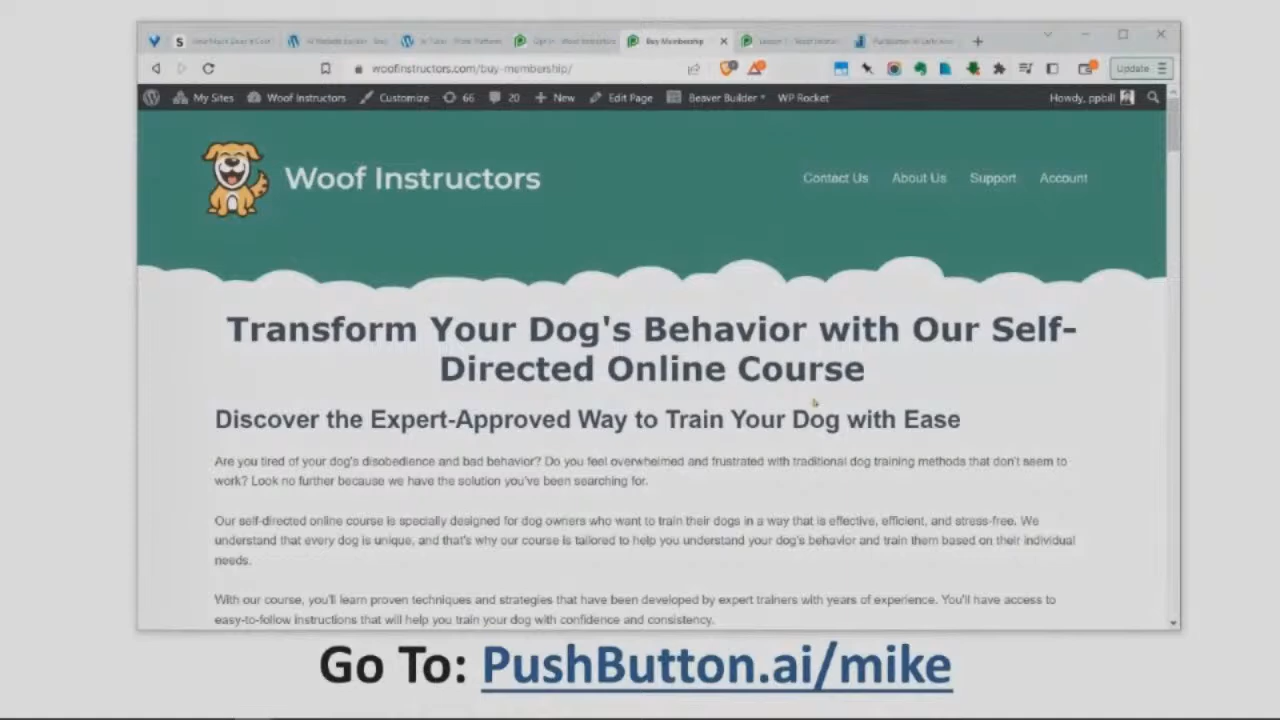 Buy Membership
woofinstructors.com/buy-membership/
Update
My Sites Woof Instructors Customize 66 20 New Edit Page Beaver Builder WP Rocket Howdy, ppbill
Woof Instructors
Contact Us About Us Support Account
Transform Your Dog's Behavior with Our Self-
Directed Online Course
Discover the Expert-Approved Way to Train Your Dog with Ease
Are you tired of your dog's disobedience and bad behavior? Do you feel overwhelmed and frustrated with traditional dog training methods that don't seem to
work? Look no further because we have the solution you've been searching for.
Our self-directed online course is specially designed for dog owners who want to train their dogs in a way that is effective, efficient, and stress-free. We
understand that every dog is unique, and that's why our course is tailored to help you understand your dog's behavior and train them based on their individual
needs.
With our course, you'll learn proven techniques and strategies that have been developed by expert trainers with years of experience. You'll have access to
easy-to-follow instructions that will help you train your dog with confidence and consistency.
Go To: PushButton.ai/mike